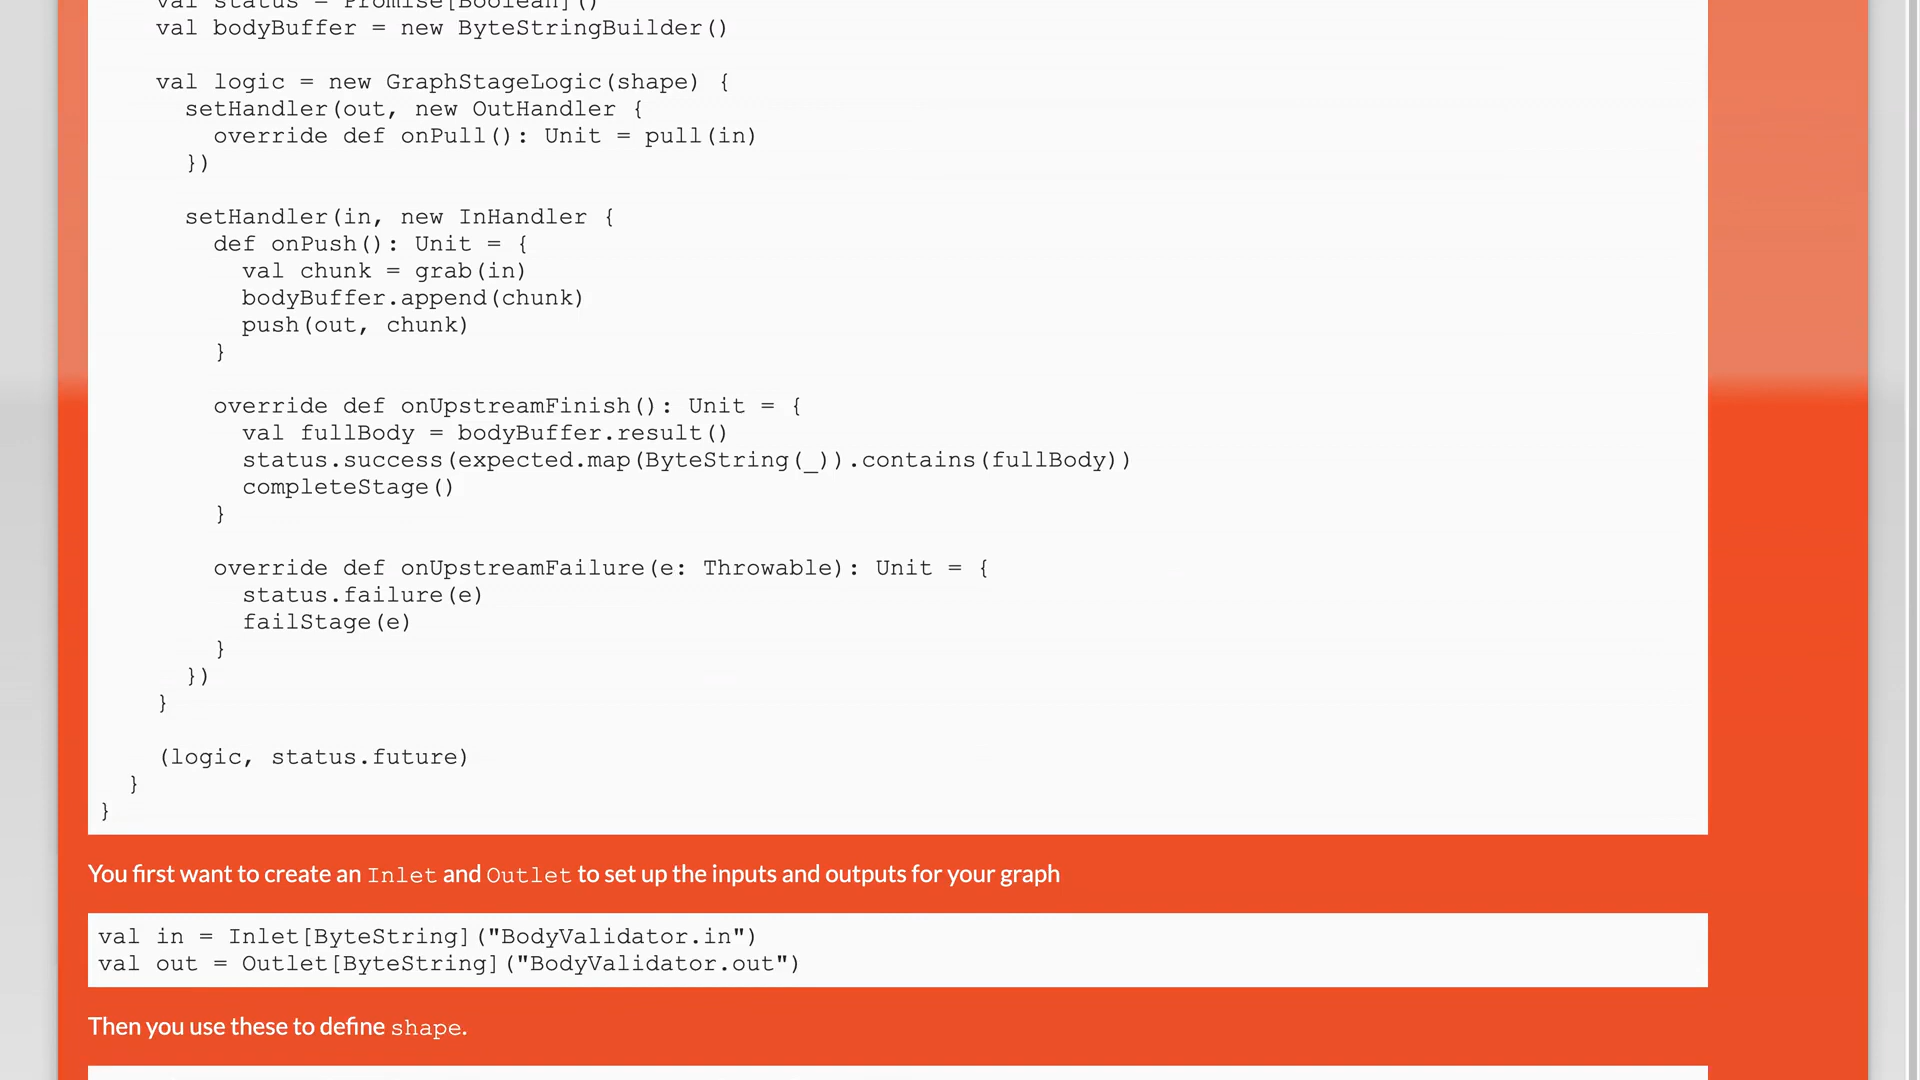 val status = Promise[Boolean]()
val bodyBuffer = new ByteStringBuilder()
val logic = new GraphStageLogic(shape) {
setHandler(out, new OutHandler {
override def onPull(): Unit = pull(in)
})
setHandler(in, new InHandler {
def onPush(): Unit = {
val chunk = grab(in)
bodyBuffer.append(chunk)
push(out, chunk)
}
override def onUpstreamFinish(): Unit = {
val fullBody = bodyBuffer.result()
status.success(expected.map(ByteString(_)).contains(fullBody))
completeStage()
}
override def onUpstreamFailure(e: Throwable): Unit = {
status.failure(e)
failStage(e)
}
})
}
(logic, status.future)
}
}
You first want to create an Inlet and Outlet to set up the inputs and outputs for your graph
val in = Inlet[ByteString]("BodyValidator.in")
val out = Outlet[ByteString]("BodyValidator.out")
Then you use these to define shape.